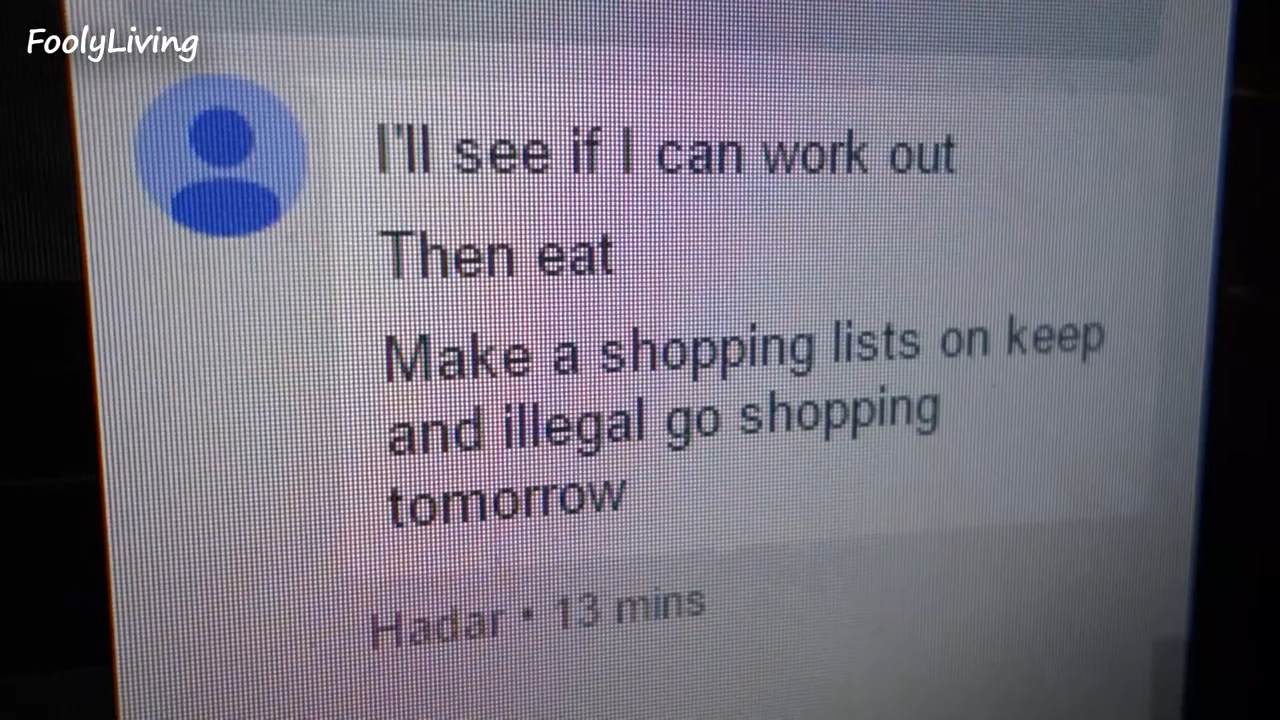 FoolyLiving
I'll see if I can work out
Then eat
Make a shopping lists on keep
and illegal go shopping
tomorrow
Hadar • 13 mins